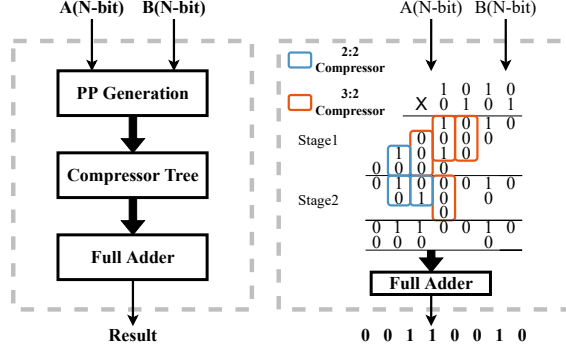 A(N-bit) B(N-bit)
PP Generation
Compressor Tree
Full Adder
Result
A(N-bit) B(N-bit)
2:2
Compressor
3:2
Compressor
1 0 1 0
X 0 1 0 1
1 0 1 0
Stage1 0 0 0 0
1 0 1 0
0 0 0 0
0 1 0 0 0 1 0
Stage2 0 1 0 0
0
0 1 1 0 0 1 0
0 0 0 0
Full Adder
0 0 1 1 0 0 1 0